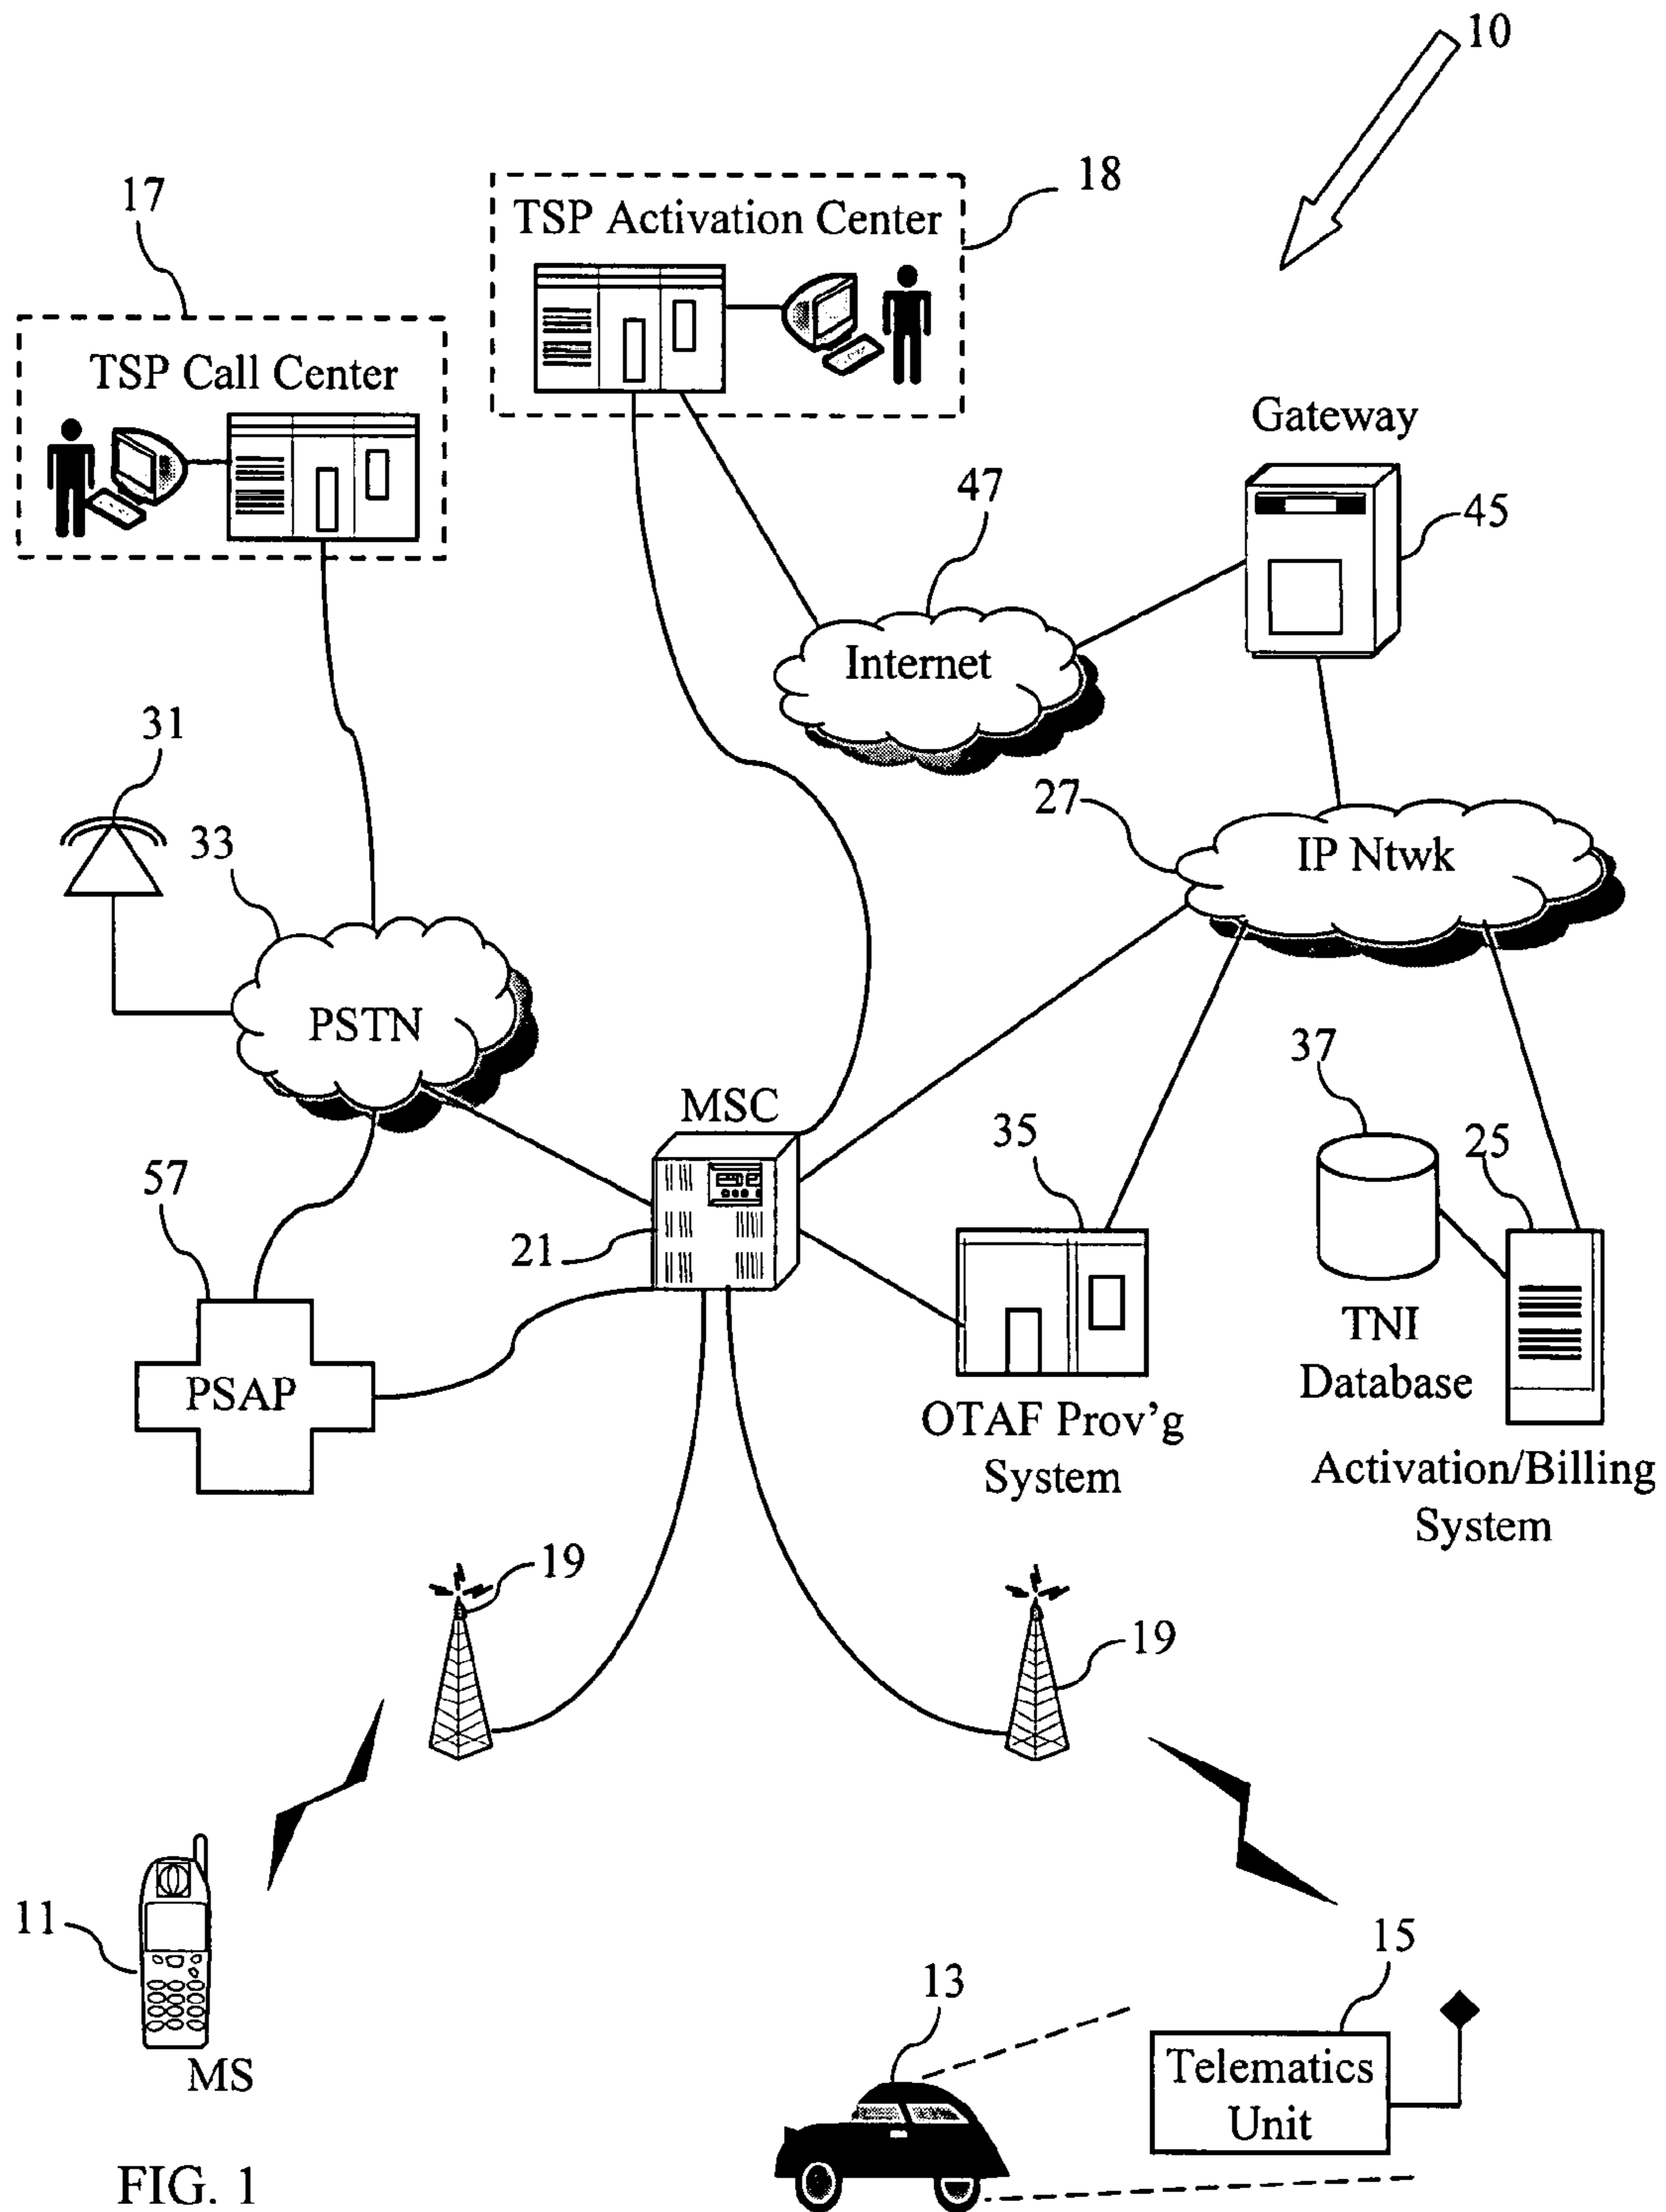 10
18
17
TSP Activation Center
TSP Call Center
Gateway
47
45
Internet
31
27
33
IP Ntwk
PSTN
37
MSC
35
25
57
21
TNI
Database
PSAP
OTAF Prov'g
System
Activation/Billing
System
19
19
11
15
13
MS
Telematics
Unit
FIG. 1